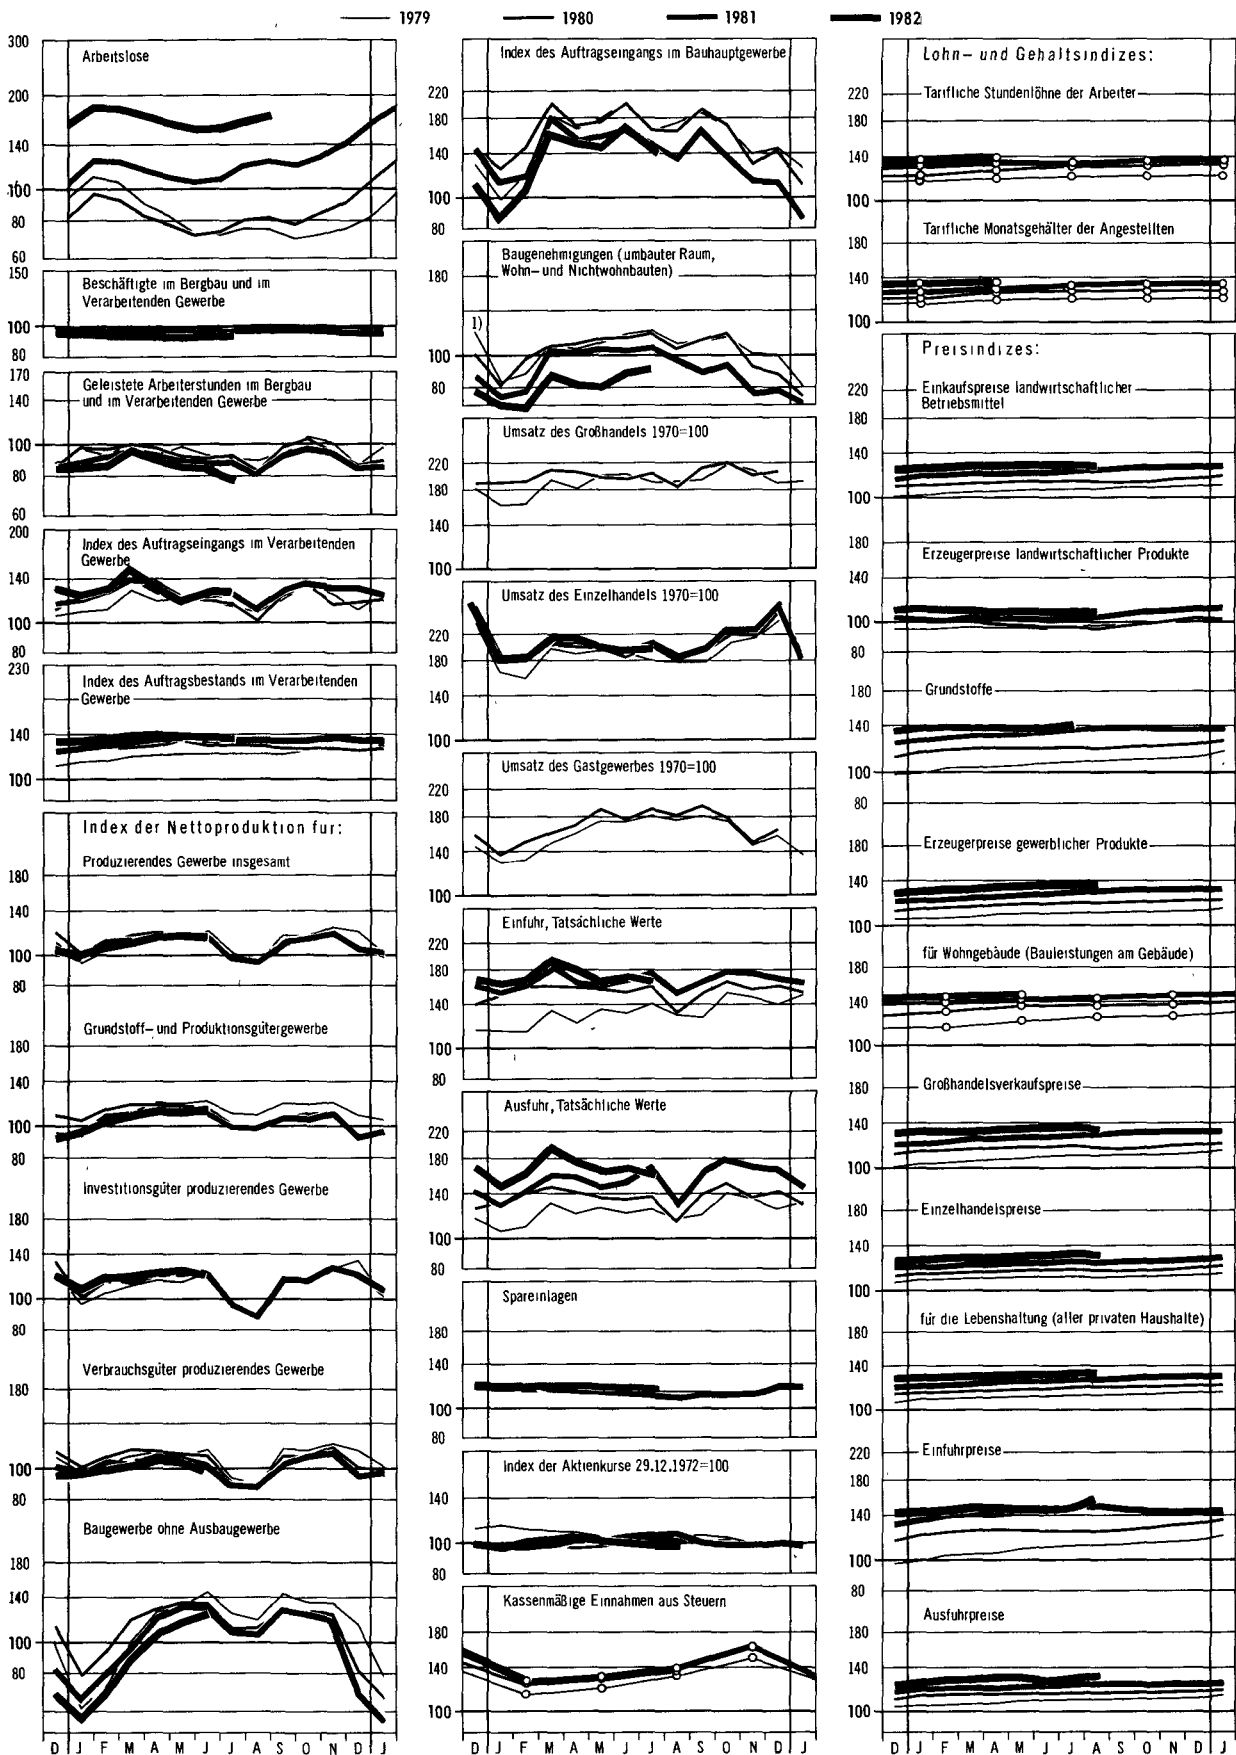 1979 1980 1981 1982
300
Arbeitslose
200
140
100
80
60
150
Beschäftigte im Bergbau und im
Verarbeitenden Gewerbe
100
80
170
Geleistete Arbeiterstunden im Bergbau
und im Verarbeitenden Gewerbe
140
100
80
60
200
Index des Auftragseingangs im Verarbeitenden
Gewerbe
140
100
80
230
Index des Auftragsbestands im Verarbeitenden
Gewerbe
140
100
Index der Nettoproduktion fur:
Produzierendes Gewerbe insgesamt
180
140
100
80
Grundstoff- und Produktionsgütergewerbe
180
140
100
80
Investitionsgüter produzierendes Gewerbe
180
140
100
80
Verbrauchsgüter produzierendes Gewerbe
180
100
80
Baugewerbe ohne Ausbaugewerbe
180
140
100
80
D J F M A M J J A S O N D J
Index des Auftragseingangs im Bauhauptgewerbe
220
180
140
100
80
Baugenehmigungen (umbauter Raum,
Wohn- und Nichtwohnbauten)
180
1)
100
80
Umsatz des Großhandels 1970=100
220
180
140
100
Umsatz des Einzelhandels 1970=100
220
180
140
100
Umsatz des Gastgewerbes 1970=100
220
180
140
100
Einfuhr, Tatsächliche Werte
220
180
140
100
80
Ausfuhr, Tatsächliche Werte
220
180
140
100
80
Spareinlagen
180
140
100
80
Index der Aktienkurse 29.12.1972=100
140
100
80
Kassenmäßige Einnahmen aus Steuern
180
140
100
D J F M A M J J A S O N D J
Lohn- und Gehaltsindizes:
Tarifliche Stundenlöhne der Arbeiter
220
180
140
100
Tarifliche Monatsgehälter der Angestellten
180
140
100
Preisindizes:
Einkaufspreise landwirtschaftlicher
Betriebsmittel
220
180
140
100
180
Erzeugerpreise landwirtschaftlicher Produkte
140
100
80
Grundstoffe
180
140
100
80
Erzeugerpreise gewerblicher Produkte
180
140
100
für Wohngebäude (Bauleistungen am Gebäude)
180
140
100
Großhandelsverkaufspreise
180
140
100
Einzelhandelspreise
180
140
100
für die Lebenshaltung (aller privaten Haushalte)
180
140
100
Einfuhrpreise
220
180
140
100
80
Ausfuhrpreise
180
140
100
D J F M A M J J A S O N D J